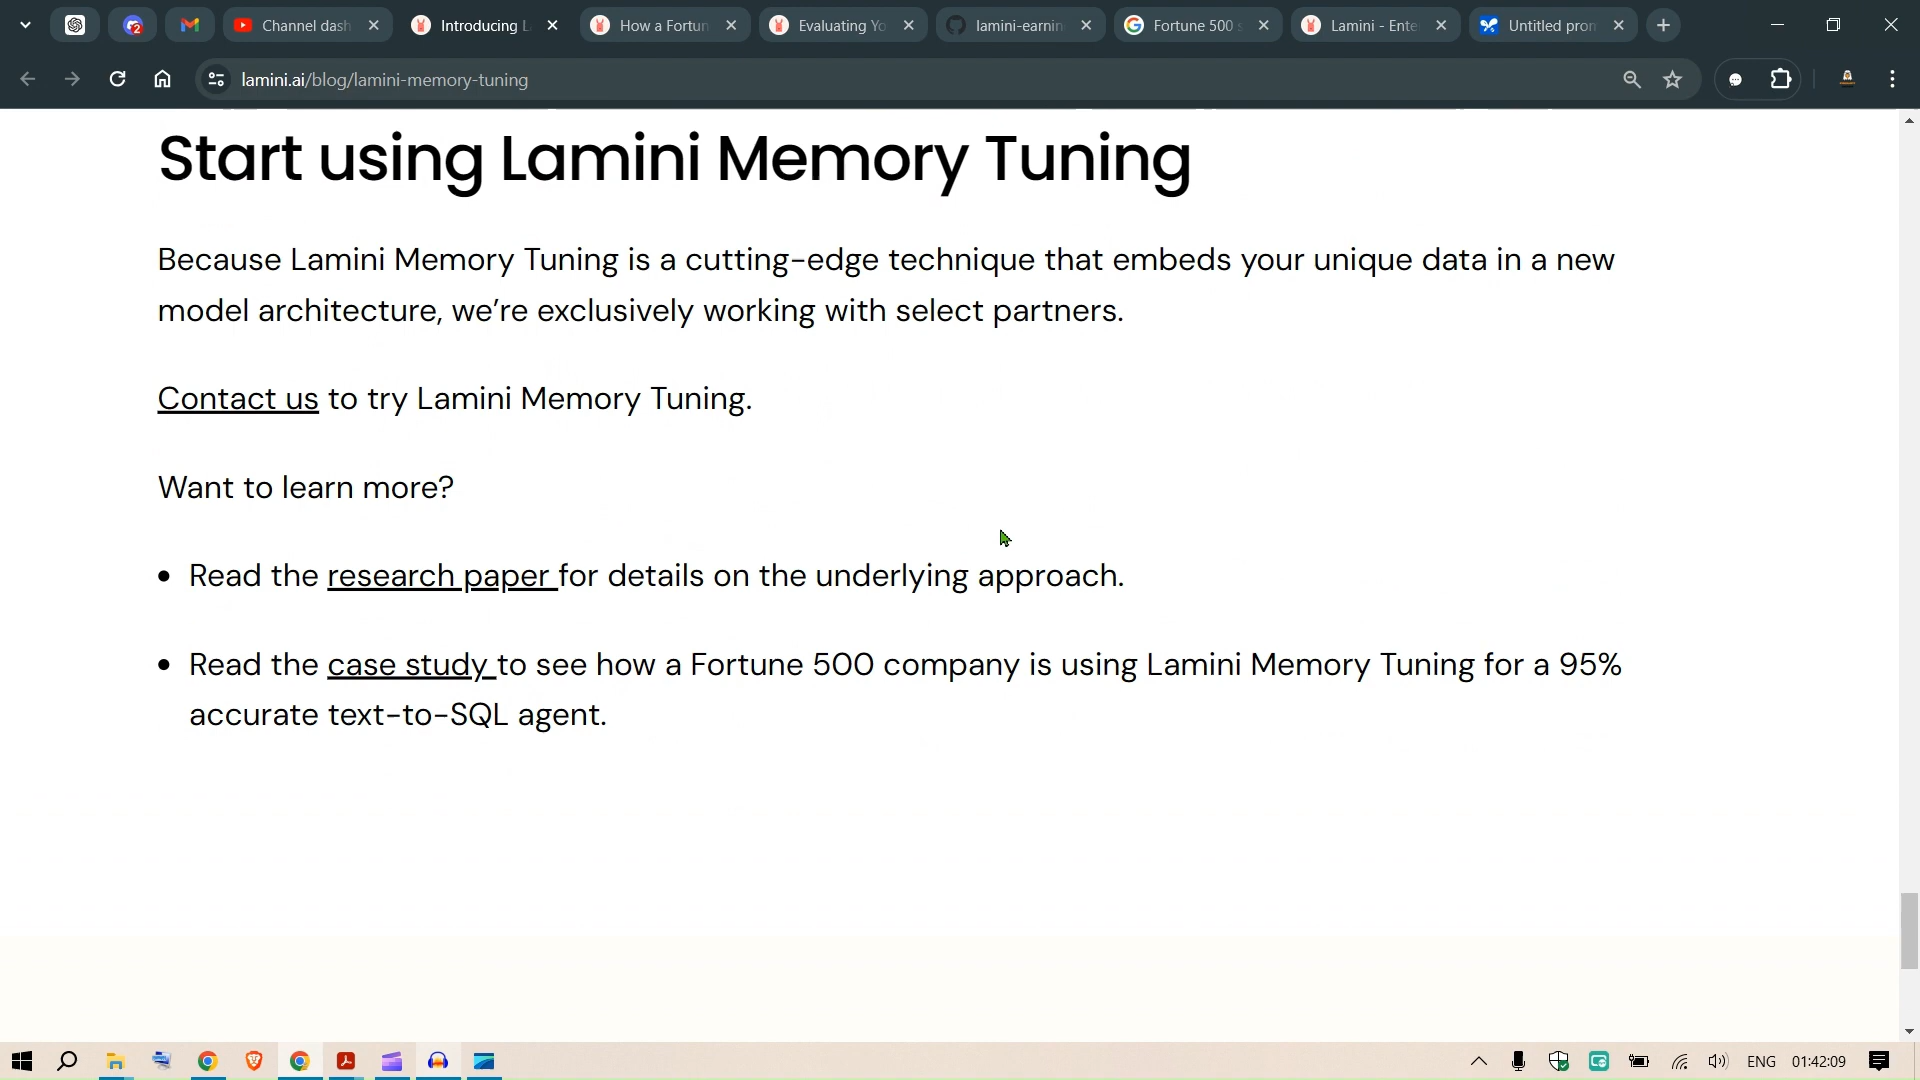 2
Channel dash
Introducing L
How a Fortun
Evaluating Yo
lamini-earnin
Fortune 500 s
Lamini - Ente
Untitled pron
lamini.ai/blog/lamini-memory-tuning
Start using Lamini Memory Tuning
Because Lamini Memory Tuning is a cutting-edge technique that embeds your unique data in a new
model architecture, we’re exclusively working with select partners.
Contact us to try Lamini Memory Tuning.
Want to learn more?
• Read the research paper for details on the underlying approach.
• Read the case study to see how a Fortune 500 company is using Lamini Memory Tuning for a 95%
accurate text-to-SQL agent.
ENG
01:42:09